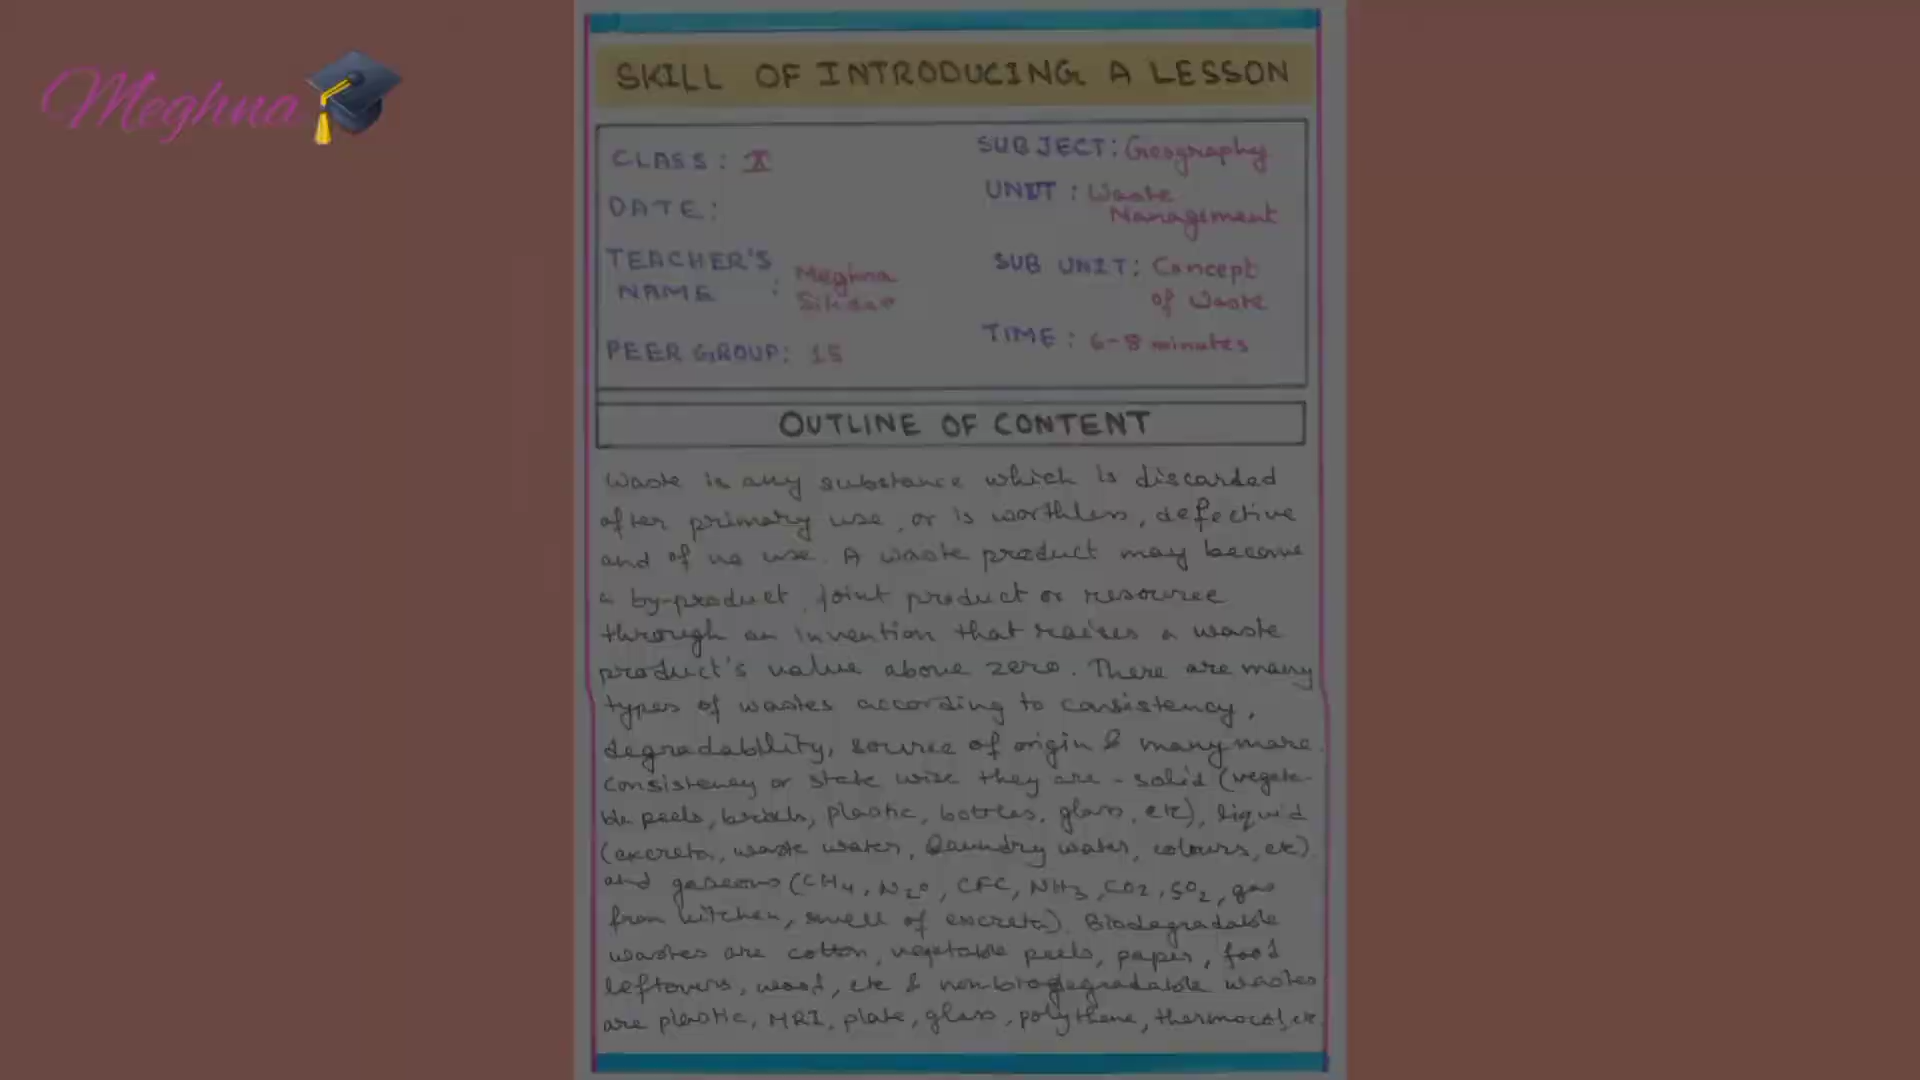 Meghna
SKILL OF INTRODUCING A LESSON
CLASS: X
SUBJECT: Geography
DATE:
UNIT: Waste
Management
TEACHER'S
NAME : Meghna
Sikdar
SUB UNIT: Concept
of Waste
PEER GROUP: 15
TIME: 6-8 minutes
OUTLINE OF CONTENT
Waste is any substance which is discarded
after primary use, or is worthless, defective
and of no use. A waste product may become
a by-product, joint product or resource
through an invention that raises a waste
product's value above zero. There are many
types of wastes according to consistency,
degradability, source of origin & many more.
Consistency or state wise they are - solid (vegeta-
ble peels, bricks, plastic, bottles, glass, etc), liquid
(excreta, waste water, laundry water, colours, etc)
and gaseous (CH4, N2O, CFC, NH3, CO2, SO2, gas
from kitchen, smell of excreta). Biodegradable
wastes are cotton, vegetable peels, paper, food
leftovers, wood, etc & nonbiodegradable wastes
are plastic, MRI, plate, glass, polythene, thermocol, etc.